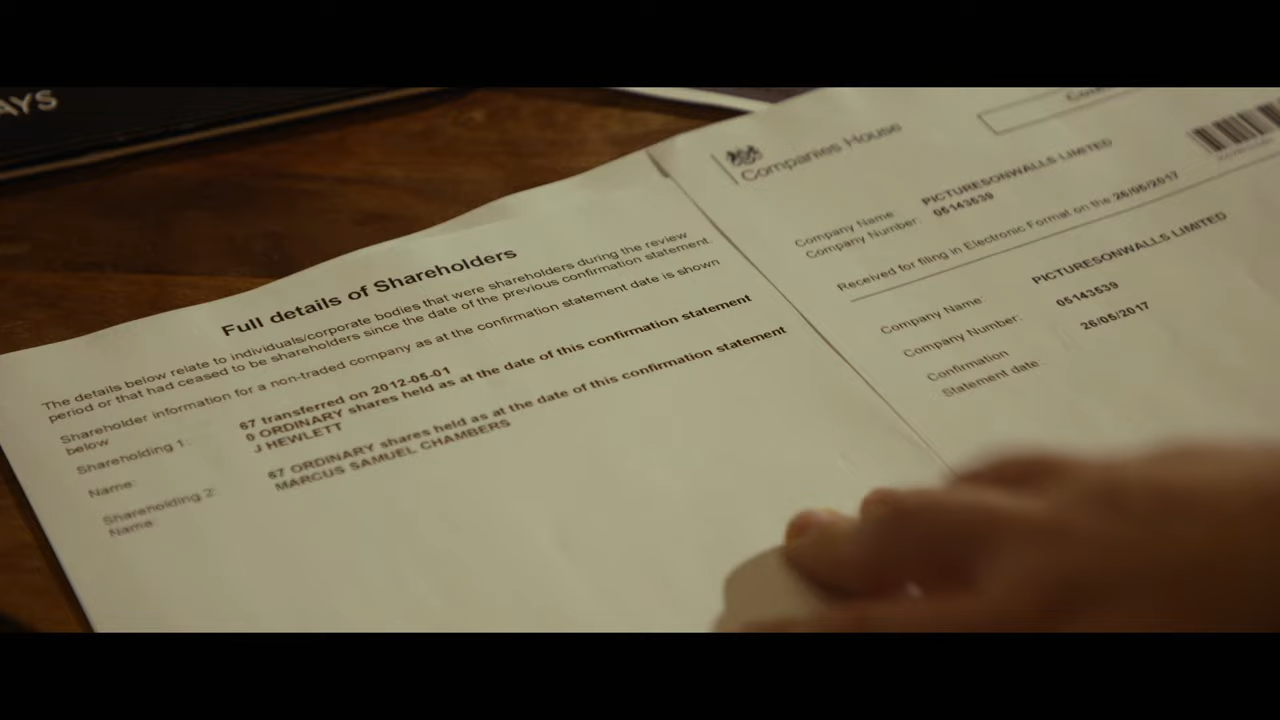 AYS
Full details of Shareholders
The details below relate to individuals/corporate bodies that were shareholders during the review
period or that had ceased to be shareholders since the date of the previous confirmation statement.
Shareholder information for a non-traded company as at the confirmation statement date is shown
below
Shareholding 1: 67 transferred on 2012-05-01
0 ORDINARY shares held as at the date of this confirmation statement
Name: J HEWLETT
Shareholding 2: 67 ORDINARY shares held as at the date of this confirmation statement
Name: MARCUS SAMUEL CHAMBERS
Companies House
Company Name PICTURESONWALLS LIMITED
Company Number: 05143539
Received for filing in Electronic Format on the 26/05/2017
Company Name: PICTURESONWALLS LIMITED
Company Number: 05143539
Confirmation 26/05/2017
Statement date: